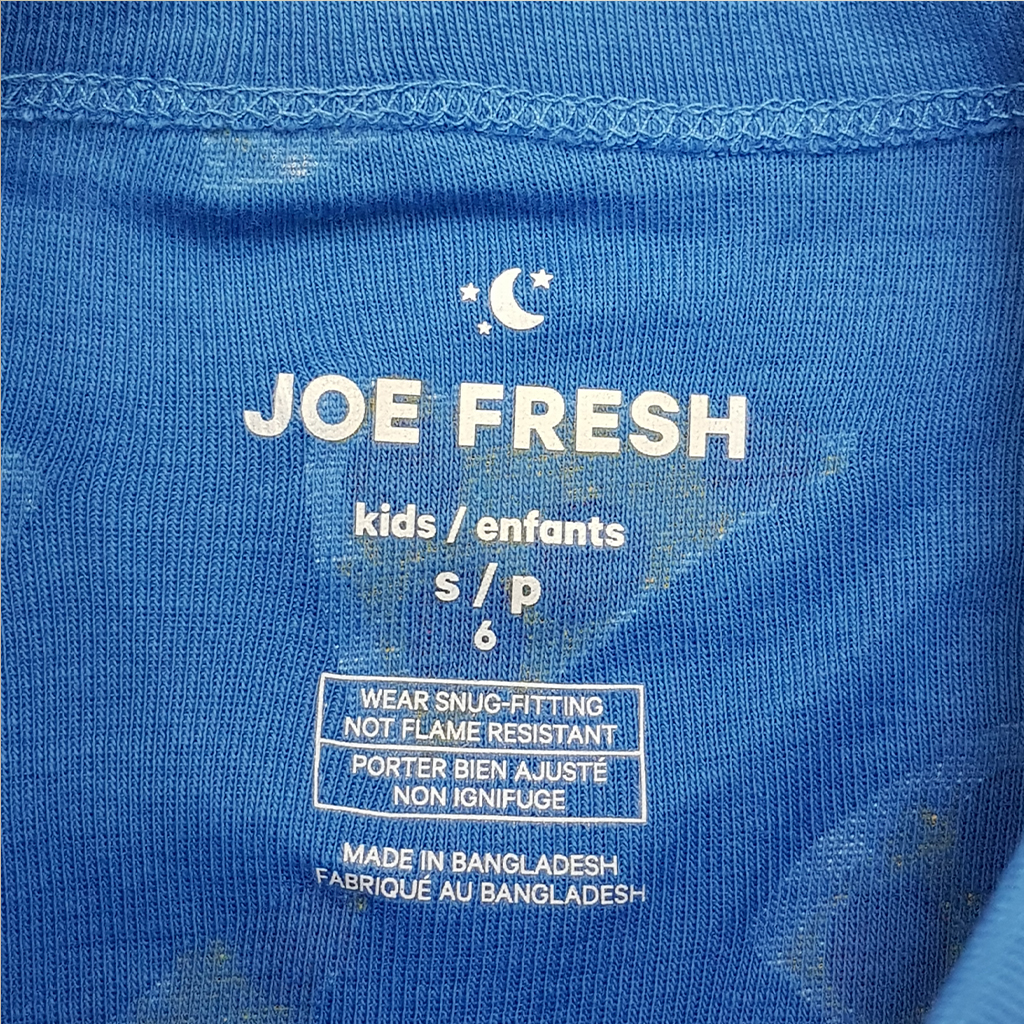 JOE FRESH
kids / enfants
s / p
6
WEAR SNUG-FITTING
NOT FLAME RESISTANT
PORTER BIEN AJUSTÉ
NON IGNIFUGE
MADE IN BANGLADESH
FABRIQUÉ AU BANGLADESH